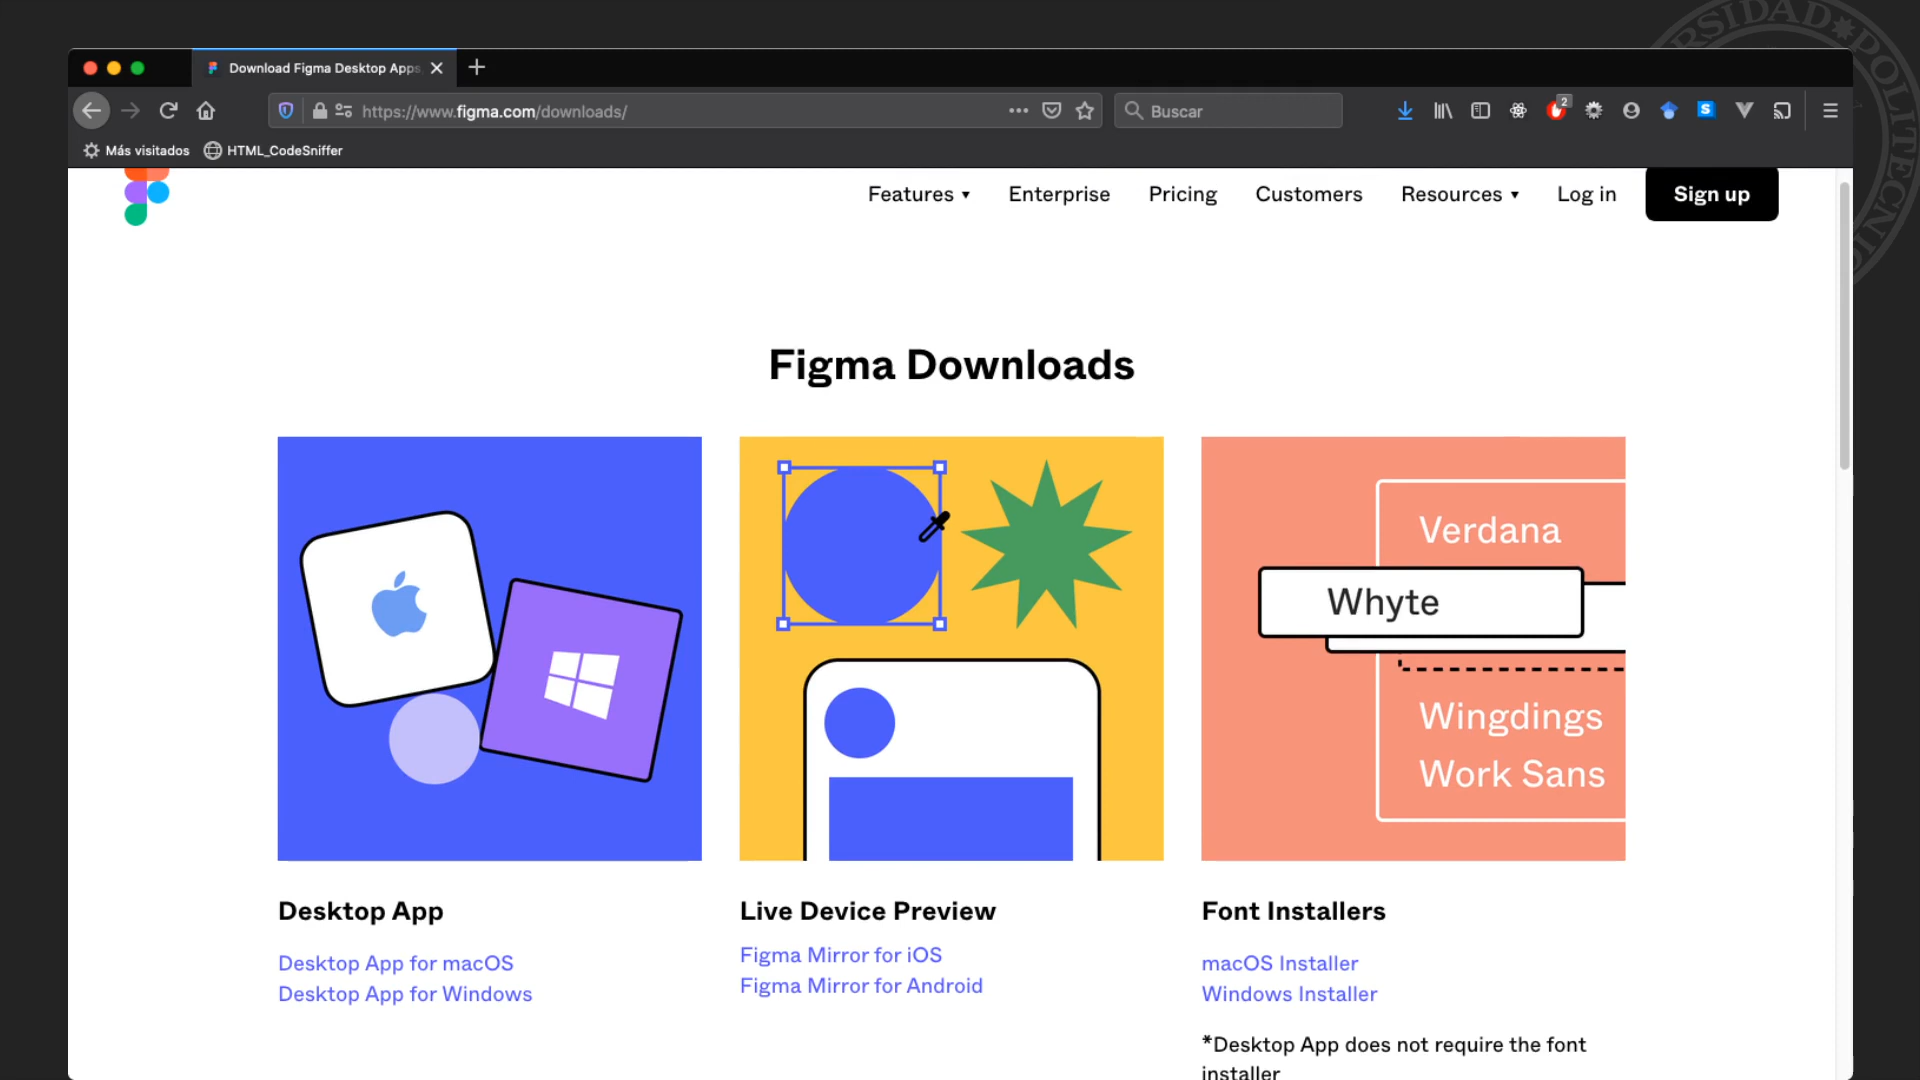 Download Figma Desktop Apps
https://www.figma.com/downloads/
Buscar
2
S
Más visitados
HTML_CodeSniffer
Features
Enterprise
Pricing
Customers
Resources
Log in
Sign up
Figma Downloads
Verdana
Whyte
Wingdings
Work Sans
Desktop App
Desktop App for macOS
Desktop App for Windows
Live Device Preview
Figma Mirror for iOS
Figma Mirror for Android
Font Installers
macOS Installer
Windows Installer
*Desktop App does not require the font
installer